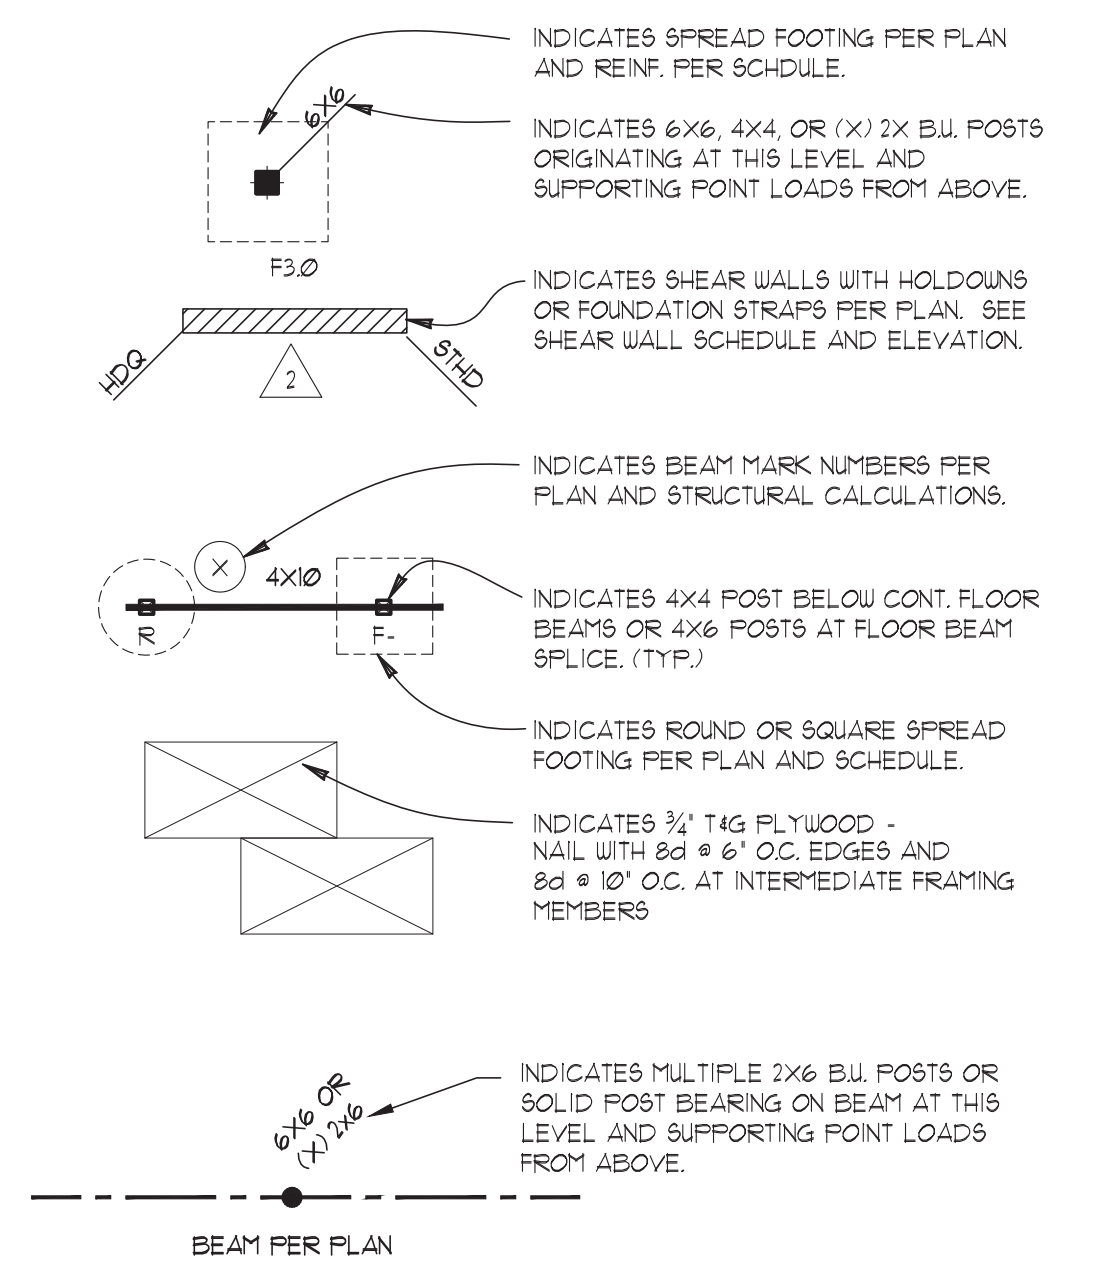 INDICATES SPREAD FOOTING PER PLAN
AND REINF. PER SCHDULE.
6X6
INDICATES 6X6, 4X4, OR (X) 2X B.U. POSTS
ORIGINATING AT THIS LEVEL AND
SUPPORTING POINT LOADS FROM ABOVE.
F3.0
INDICATES SHEAR WALLS WITH HOLDOWNS
OR FOUNDATION STRAPS PER PLAN. SEE
SHEAR WALL SCHEDULE AND ELEVATION.
HDQ
2
STHD
INDICATES BEAM MARK NUMBERS PER
PLAN AND STRUCTURAL CALCULATIONS.
X
4X10
R
F-
INDICATES 4X4 POST BELOW CONT. FLOOR
BEAMS OR 4X6 POSTS AT FLOOR BEAM
SPLICE. (TYP.)
INDICATES ROUND OR SQUARE SPREAD
FOOTING PER PLAN AND SCHEDULE.
INDICATES ¾" T&G PLYWOOD -
NAIL WITH 8d @ 6" O.C. EDGES AND
8d @ 10" O.C. AT INTERMEDIATE FRAMING
MEMBERS
6X6 OR
(X) 2x6
INDICATES MULTIPLE 2X6 B.U. POSTS OR
SOLID POST BEARING ON BEAM AT THIS
LEVEL AND SUPPORTING POINT LOADS
FROM ABOVE.
BEAM PER PLAN